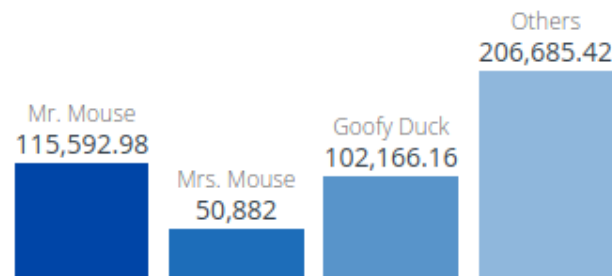 Mr. Mouse
115,592.98
Mrs. Mouse
50,882
Goofy Duck
102,166.16
Others
206,685.42